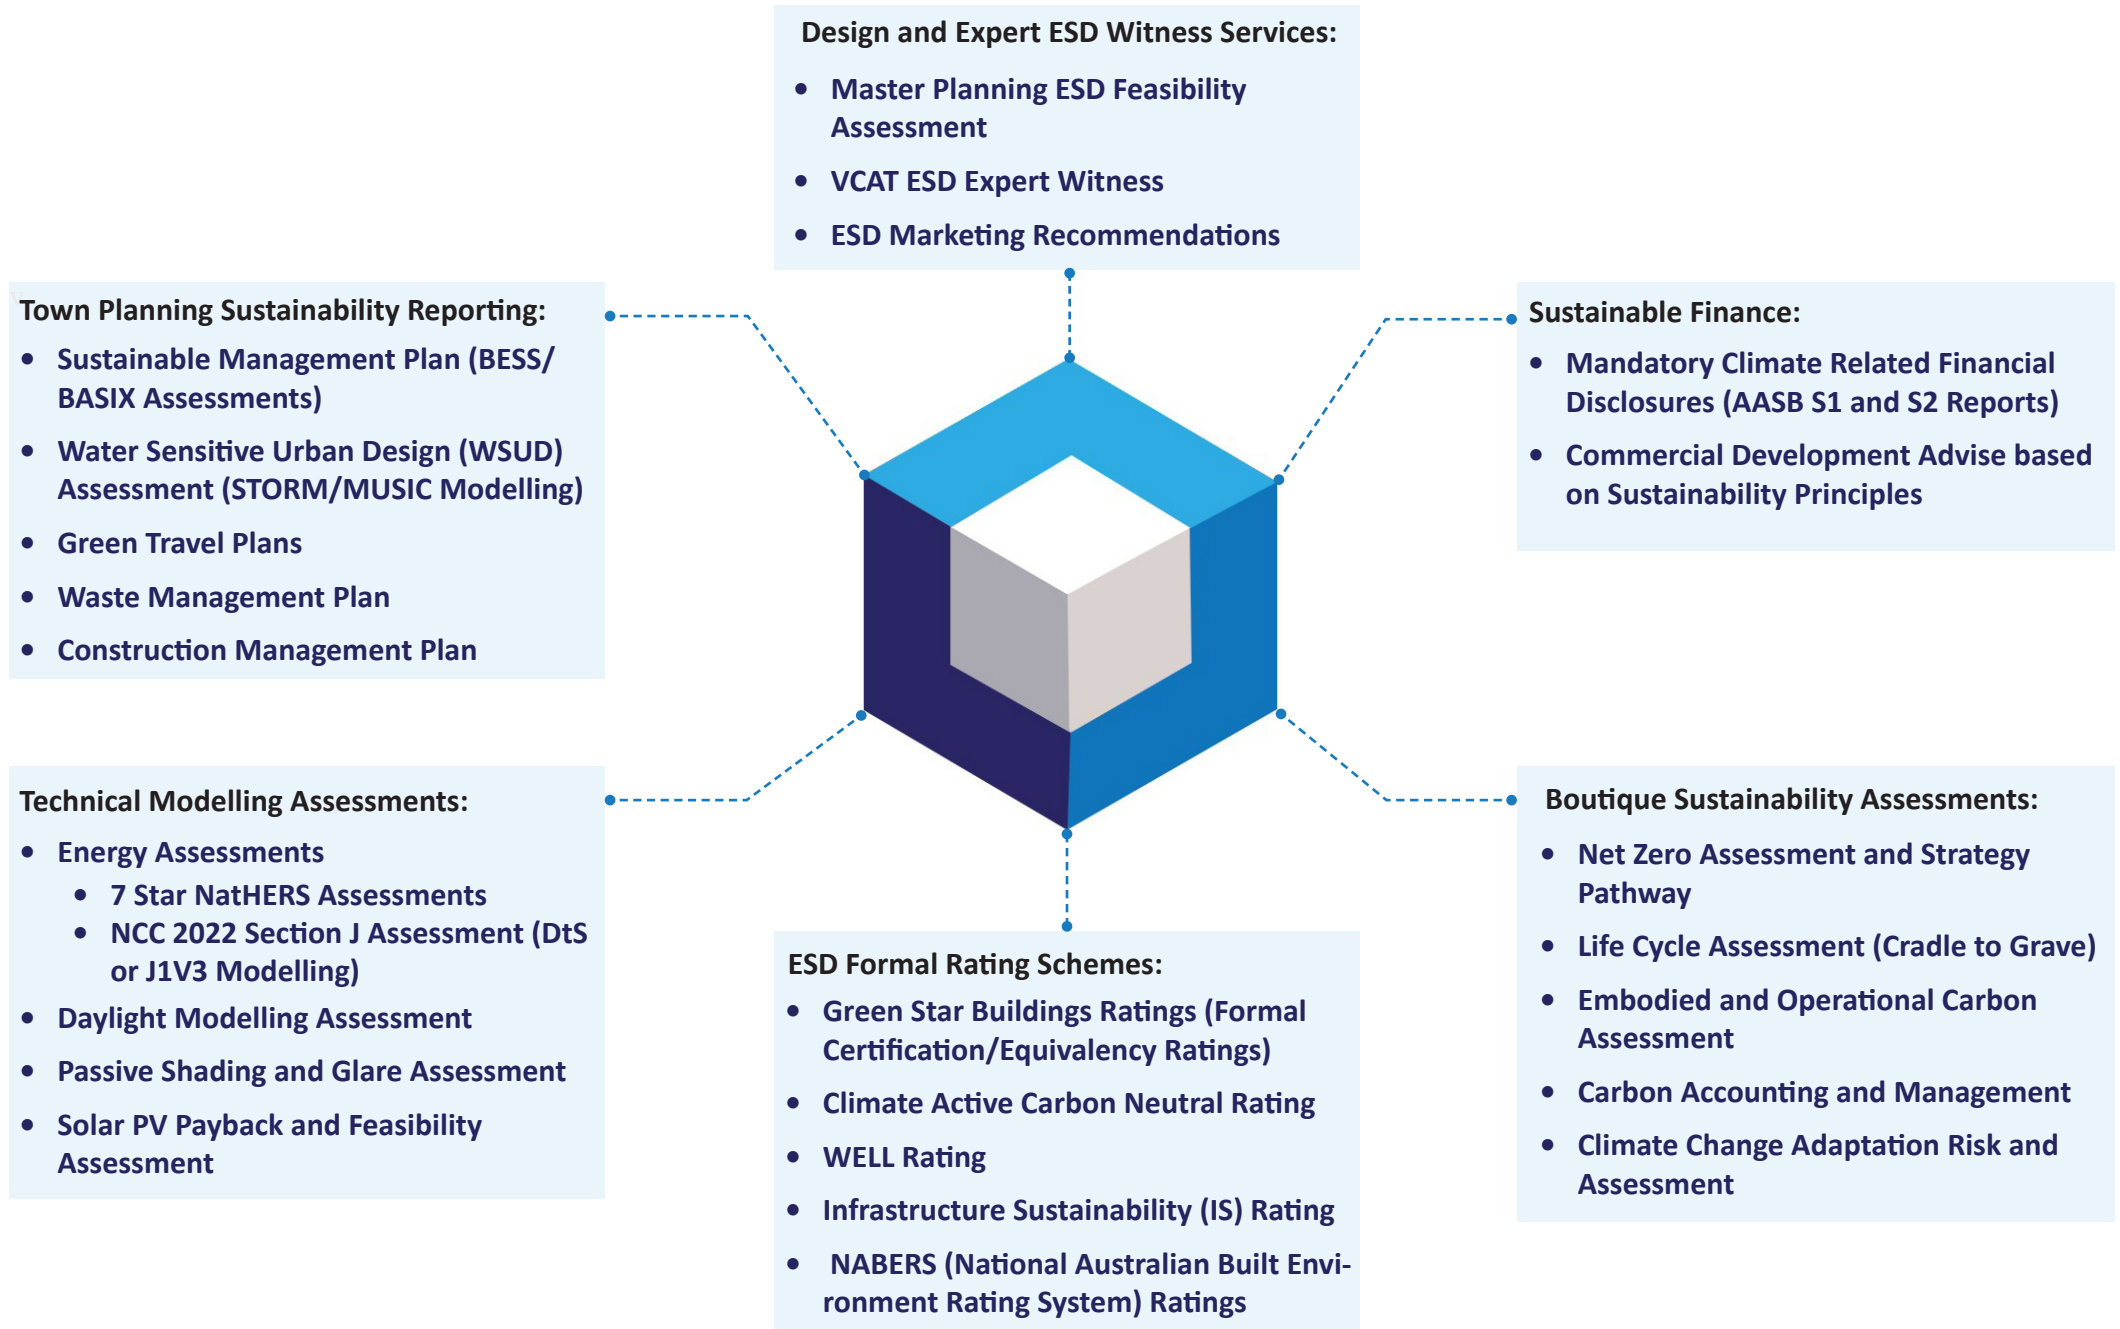 Design and Expert ESD Witness Services:
• Master Planning ESD Feasibility
Assessment
• VCAT ESD Expert Witness
• ESD Marketing Recommendations
Town Planning Sustainability Reporting:
• Sustainable Management Plan (BESS/
BASIX Assessments)
• Water Sensitive Urban Design (WSUD)
Assessment (STORM/MUSIC Modelling)
• Green Travel Plans
• Waste Management Plan
• Construction Management Plan
Sustainable Finance:
• Mandatory Climate Related Financial
Disclosures (AASB S1 and S2 Reports)
• Commercial Development Advise based
on Sustainability Principles
Technical Modelling Assessments:
• Energy Assessments
• 7 Star NatHERS Assessments
• NCC 2022 Section J Assessment (DtS
or J1V3 Modelling)
• Daylight Modelling Assessment
• Passive Shading and Glare Assessment
• Solar PV Payback and Feasibility
Assessment
ESD Formal Rating Schemes:
• Green Star Buildings Ratings (Formal
Certification/Equivalency Ratings)
• Climate Active Carbon Neutral Rating
• WELL Rating
• Infrastructure Sustainability (IS) Rating
• NABERS (National Australian Built Envi-
ronment Rating System) Ratings
Boutique Sustainability Assessments:
• Net Zero Assessment and Strategy
Pathway
• Life Cycle Assessment (Cradle to Grave)
• Embodied and Operational Carbon
Assessment
• Carbon Accounting and Management
• Climate Change Adaptation Risk and
Assessment